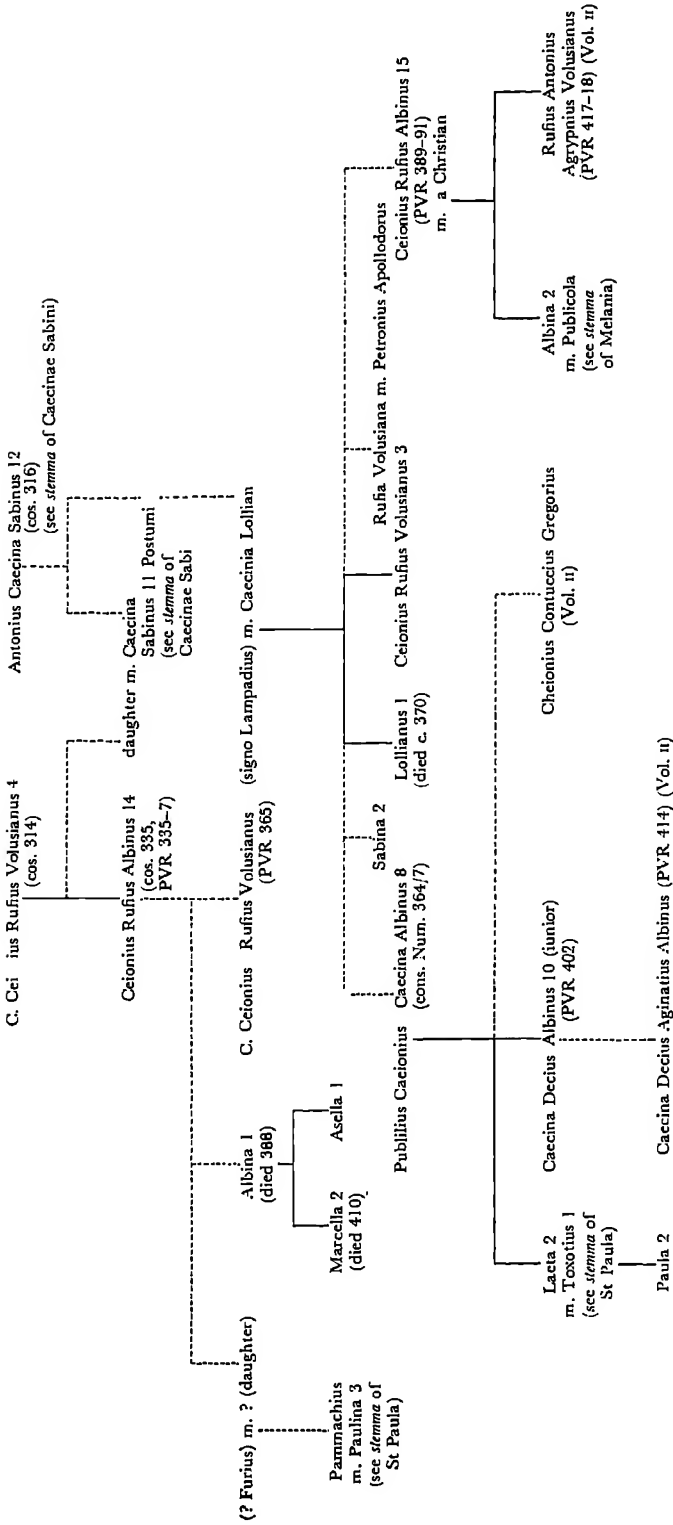 C. Cei ius Rufius Volusianus 4
(cos. 314)
Antonius Caecina Sabinus 12
(cos. 316)
(see stemma of Caecinae Sabini)
Ceionius Rufius Albinus 14
(cos. 335,
PVR 335-7)
daughter m. Caecina
Sabinus 11 Postumi
(see stemma of
Caecinae Sabi
(? Furius) m. ? (daughter)
Albina 1
(died 388)
C. Ceionius Rufius Volusianus
(PVR 365)
(signo Lampadius) m. Caecinia Lollian
Pammachius
m. Paulina 3
(see stemma of
St Paula)
Marcella 2
(died 410)
Asella 1
Publilius Caeionius
Caecina Albinus 8
(cons. Num. 364/7)
Sabina 2
Lollianus 1
(died c. 370)
Ceionius Rufius Volusianus 3
Rufia Volusiana m. Petronius Apollodorus
Ceionius Rufius Albinus 15
(PVR 389-91)
m. a Christian
Laeta 2
m. Toxotius 1
(see stemma of
St Paula)
Caecina Decius Albinus 10 (iunior)
(PVR 402)
Cheionius Contuccius Gregorius
(Vol. II)
Albina 2
m. Publicola
(see stemma
of Melania)
Rufius Antonius
Agrypnius Volusianus
(PVR 417-18) (Vol. II)
Paula 2
Caecina Decius Aginatius Albinus (PVR 414) (Vol. II)